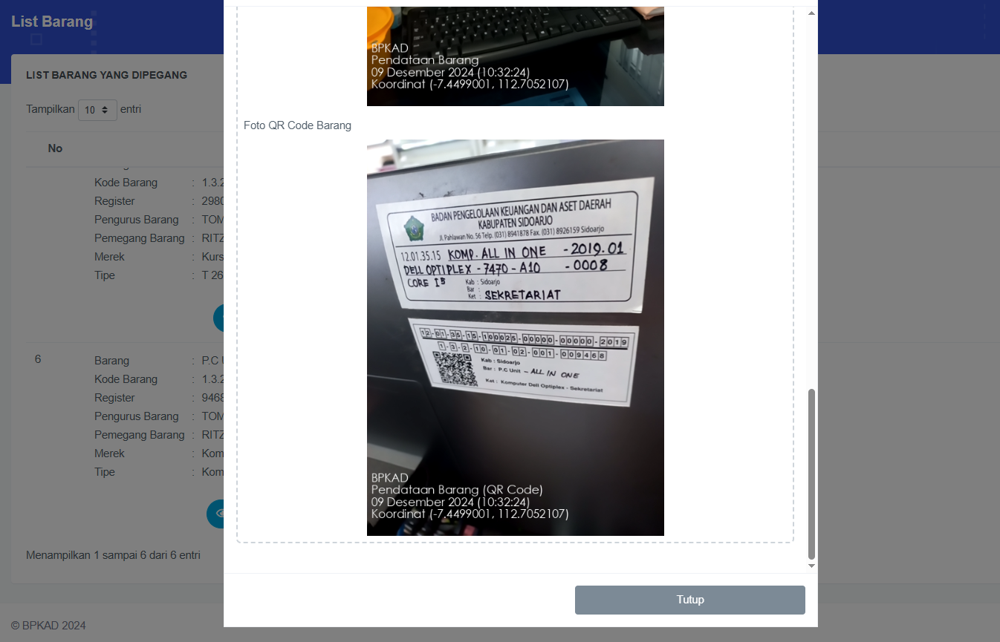 List Barang
LIST BARANG YANG DIPEGANG
Tampilkan 10 entri
No
Kode Barang : 1.3.2
Register : 2980
Pengurus Barang : TOM
Pemegang Barang : RITZ
Merek : Kurs
Tipe : T 26
6
Barang : P.C U
Kode Barang : 1.3.2
Register : 9468
Pengurus Barang : TOM
Pemegang Barang : RITZ
Merek : Kom
Tipe : Kom
Menampilkan 1 sampai 6 dari 6 entri
© BPKAD 2024
BPKAD
Pendataan Barang
09 Desember 2024 (10:32:24)
Koordinat (-7.4499001, 112.7052107)
Foto QR Code Barang
BADAN PENGELOLAAN KEUANGAN DAN ASET DAERAH
KABUPATEN SIDOARJO
Jl. Pahlawan No. 56 Telp. (031) 8941878 Fax. (031) 8926159 Sidoarjo
12.01.35.15 KOMP. ALL IN ONE - 2019.01
DELL OPTIPLEX - 7470 - A10 - 0008
CORE I5
Kab : Sidoarjo
Bar :
Ket : SEKRETARIAT
12-01-35-15-100025-00000-00000-2019
1-3-2-10-01-02-001-009468
Kab : Sidoarjo
Bar : P.C Unit - ALL IN ONE
Ket : Komputer Dell Optiplex - Sekretariat
BPKAD
Pendataan Barang (QR Code)
09 Desember 2024 (10:32:24)
Koordinat (-7.4499001, 112.7052107)
Tutup